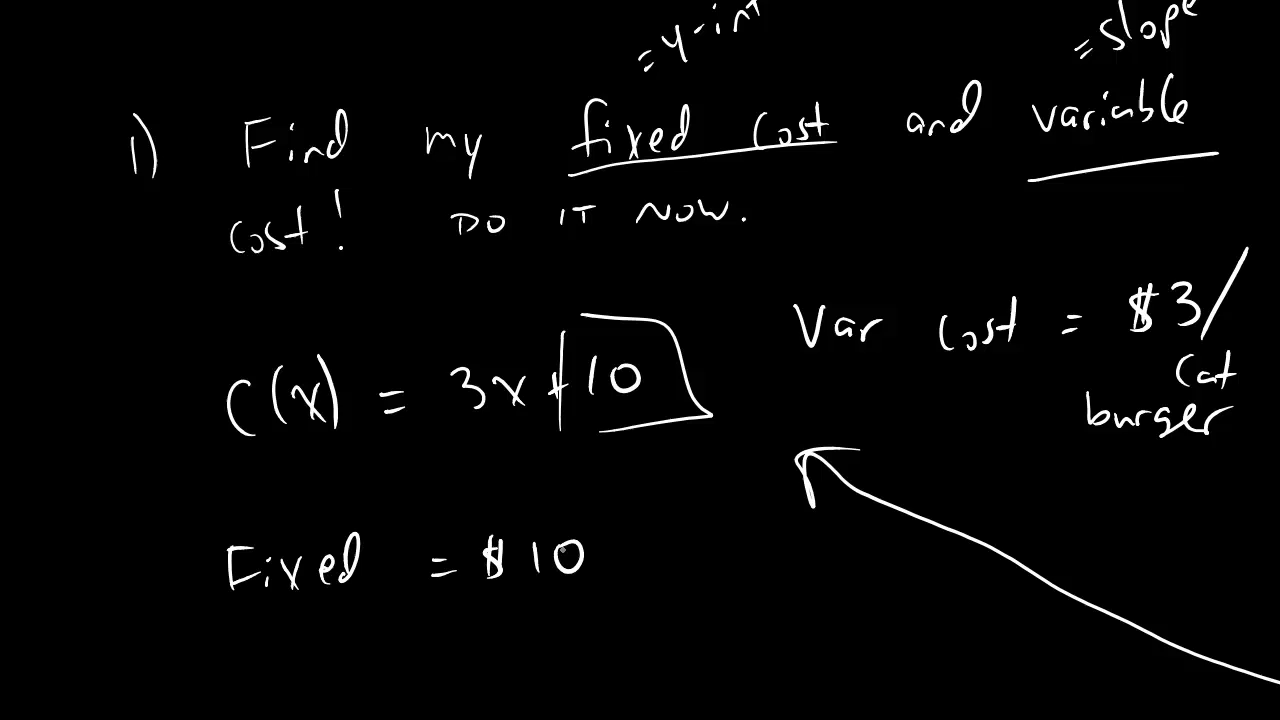 = y-int
= slope
1) Find my fixed cost and variable
cost! DO IT NOW.
Var cost = $3/
Cat
burger
C(x) = 3x + 10
Fixed = $10